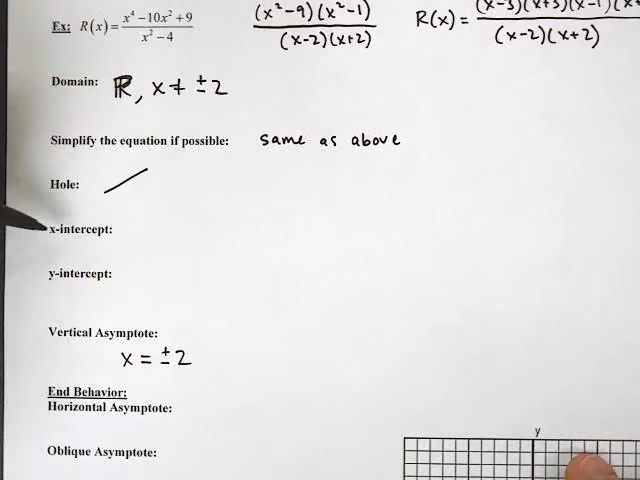 Ex: R(x) = (x⁴ – 10x² + 9)/(x² – 4)   ((x²-9)(x²-1))/((x-2)(x+2))   R(x) = ((x-3)(x+3)(x-1)(x+)/((x-2)(x+2))
Domain: ℝ, x ≠ ±2
Simplify the equation if possible: same as above
Hole: /
x-intercept:
y-intercept:
Vertical Asymptote:
x = ±2
End Behavior:
Horizontal Asymptote:
Oblique Asymptote:
y